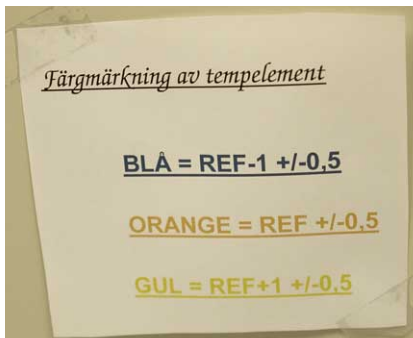 Färgmärkning av tempelement
BLÅ = REF-1 +/-0,5
ORANGE = REF +/-0,5
GUL = REF+1 +/-0,5